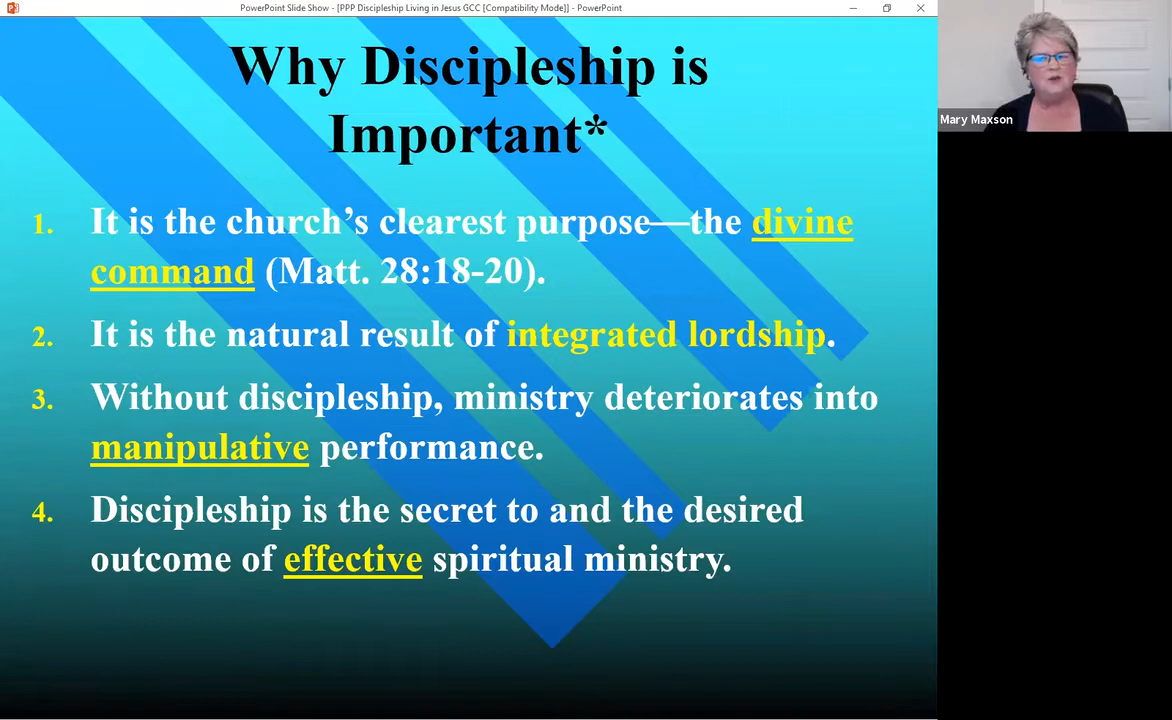 PowerPoint Slide Show - [PPP Discipleship Living in Jesus GCC [Compatibility Mode]] - PowerPoint
Why Discipleship is
Important*
1. It is the church's clearest purpose—the divine
command (Matt. 28:18-20).
2. It is the natural result of integrated lordship.
3. Without discipleship, ministry deteriorates into
manipulative performance.
4. Discipleship is the secret to and the desired
outcome of effective spiritual ministry.
Mary Maxson